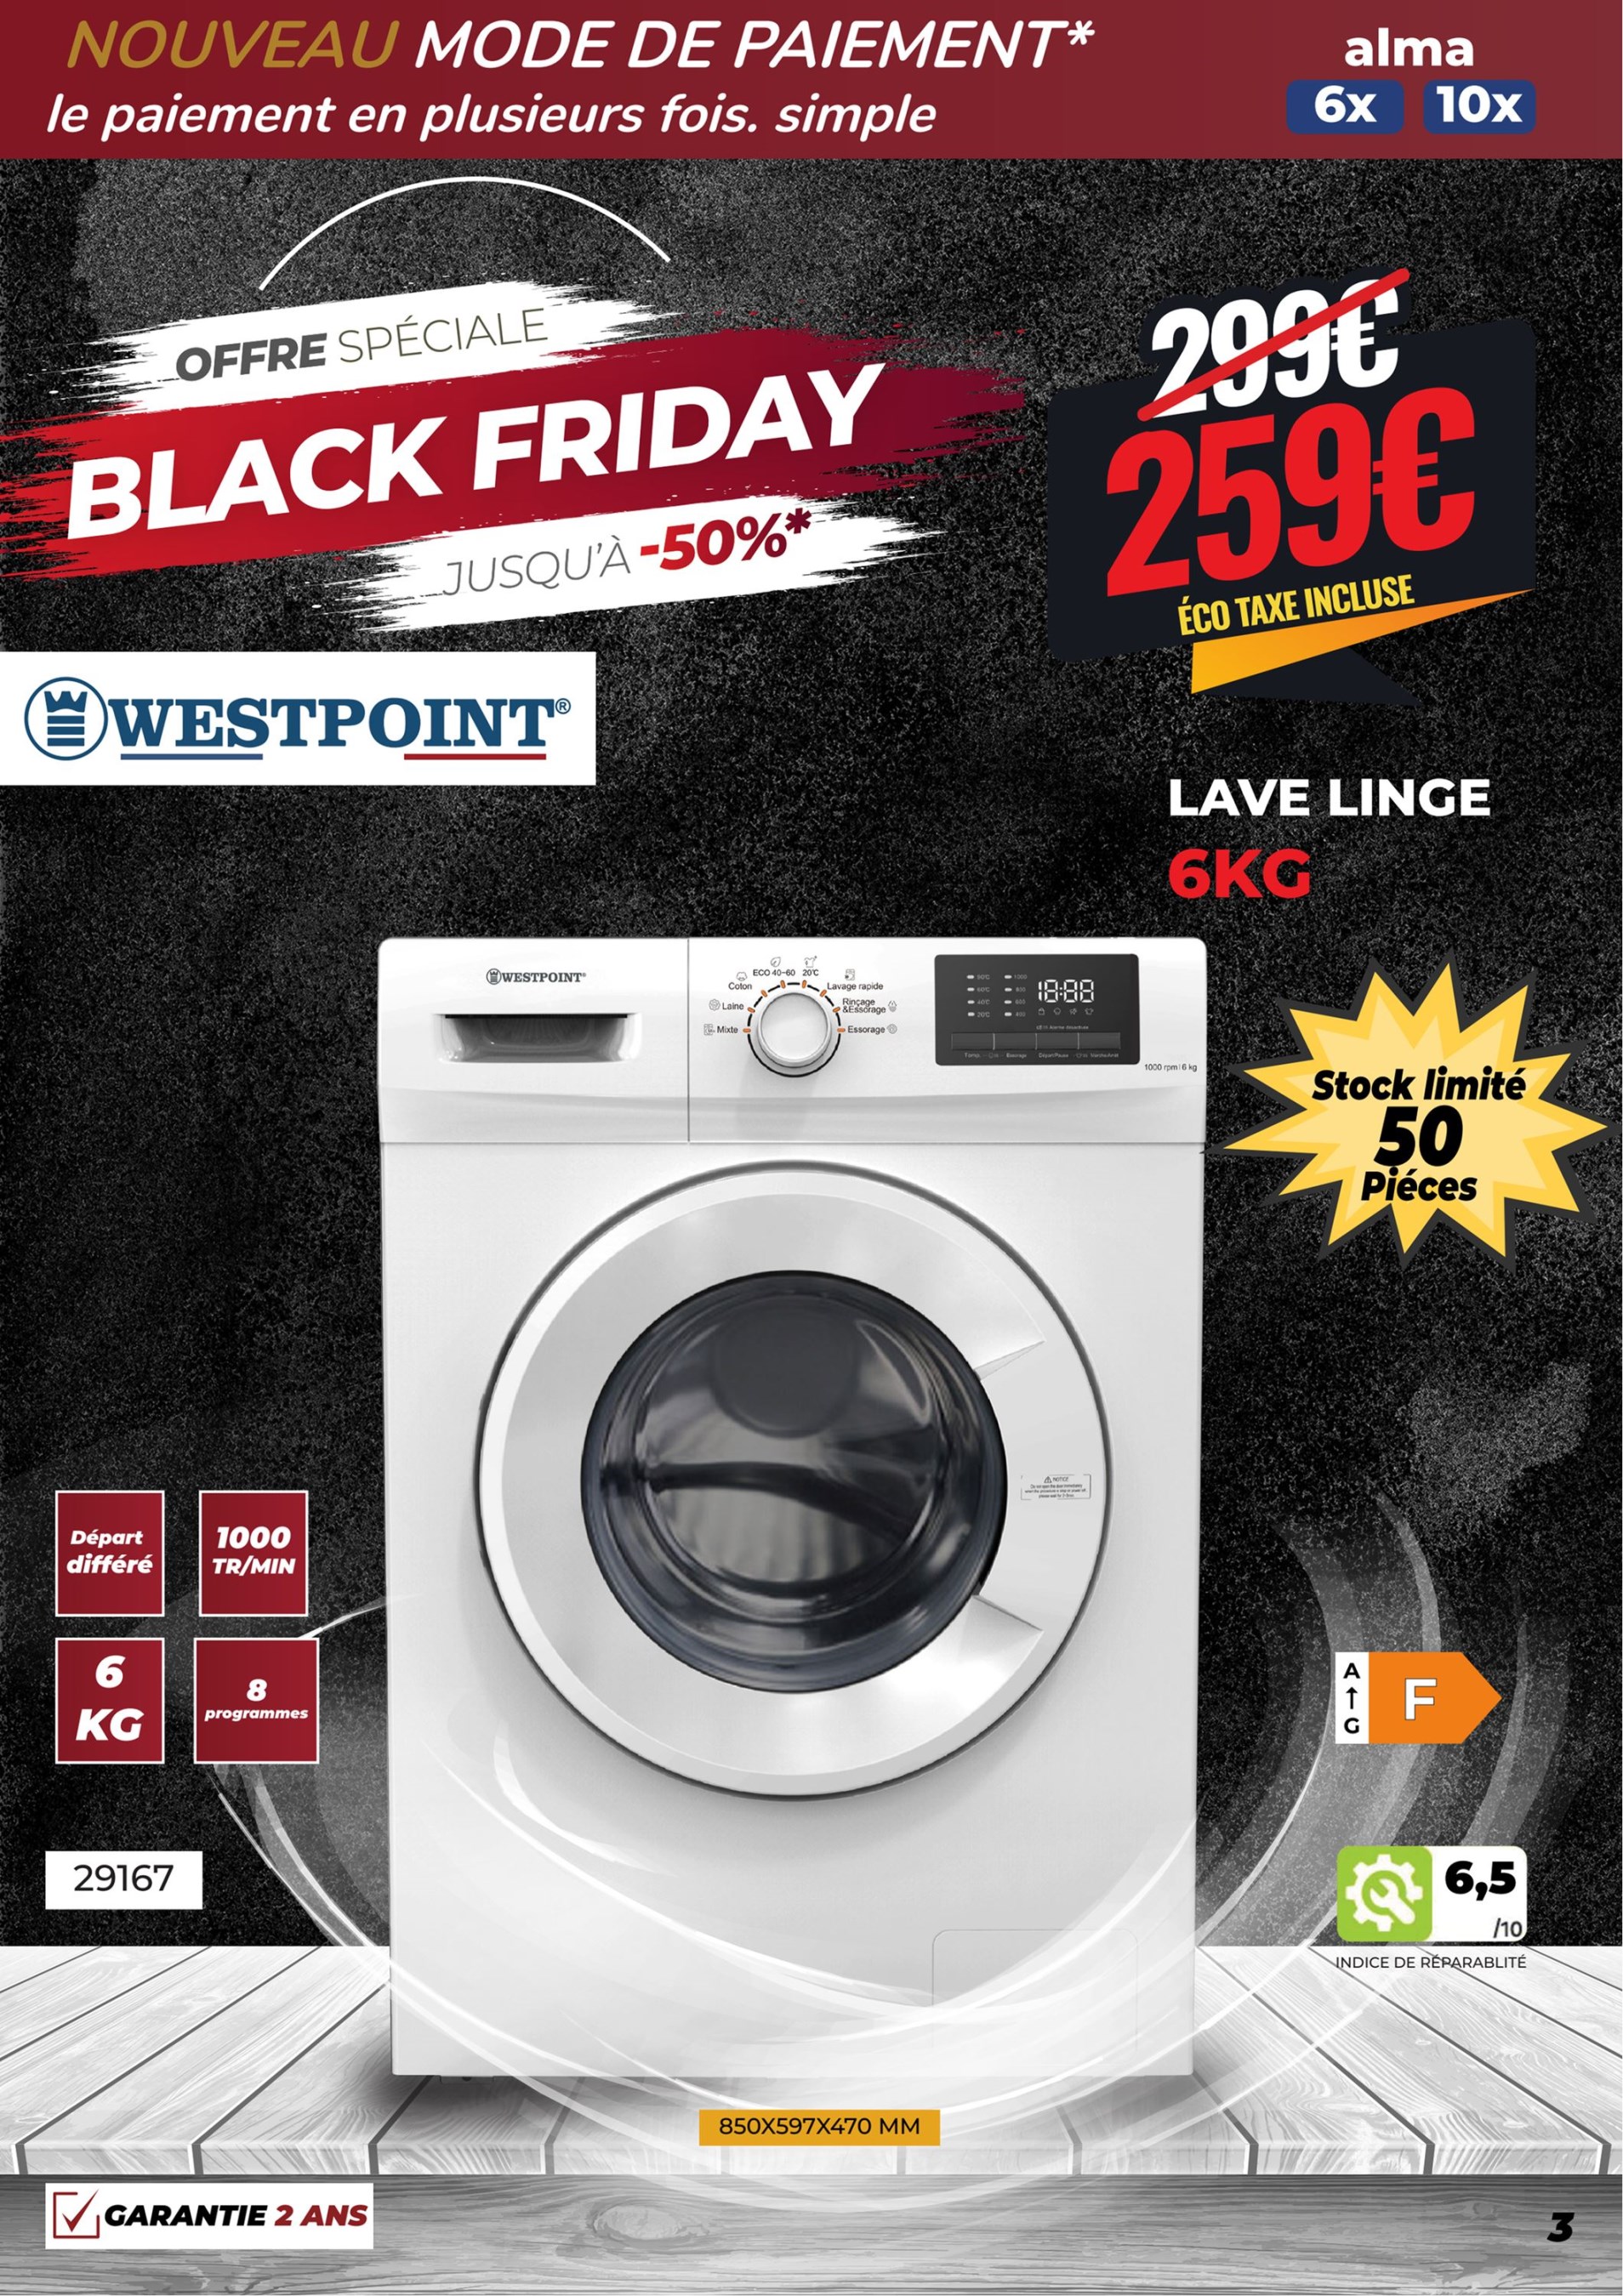 NOUVEAU MODE DE PAIEMENT*
le paiement en plusieurs fois. simple
alma
6x 10x
OFFRE SPÉCIALE
BLACK FRIDAY
JUSQU'À -50%*
299€
259€
ÉCO TAXE INCLUSE
WESTPOINT®
LAVE LINGE
6KG
WESTPOINT
ECO 40-60 20°C
Coton
Lavage rapide
Laine
Rinçage
&Essorage
Mixte
Essorage
18:88
1000 rpm | 6 kg
Stock limité
50
Piéces
NOTICE
Départ
différé
1000
TR/MIN
6
KG
8
programmes
A
↑
G
F
29167
6,5
/10
INDICE DE RÉPARABLITÉ
850X597X470 MM
GARANTIE 2 ANS
3